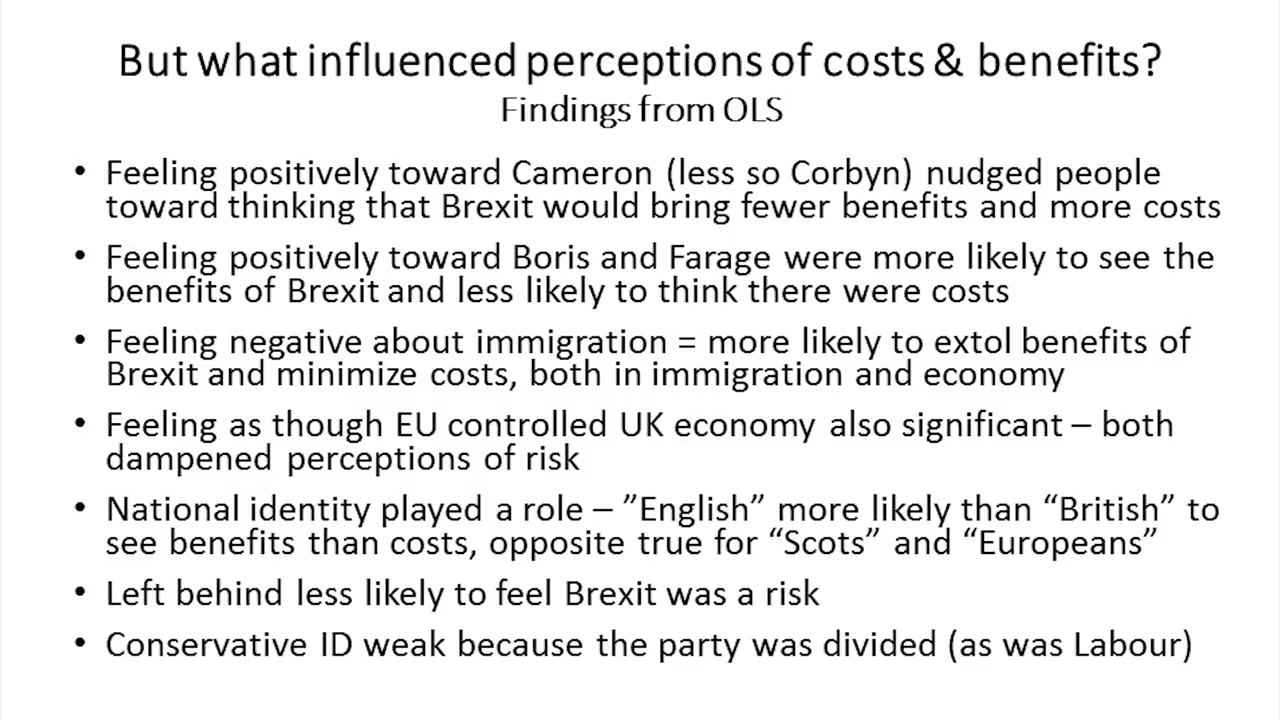 But what influenced perceptions of costs & benefits?
Findings from OLS
• Feeling positively toward Cameron (less so Corbyn) nudged people
toward thinking that Brexit would bring fewer benefits and more costs
• Feeling positively toward Boris and Farage were more likely to see the
benefits of Brexit and less likely to think there were costs
• Feeling negative about immigration = more likely to extol benefits of
Brexit and minimize costs, both in immigration and economy
• Feeling as though EU controlled UK economy also significant – both
dampened perceptions of risk
• National identity played a role – ”English” more likely than “British” to
see benefits than costs, opposite true for “Scots” and “Europeans”
• Left behind less likely to feel Brexit was a risk
• Conservative ID weak because the party was divided (as was Labour)